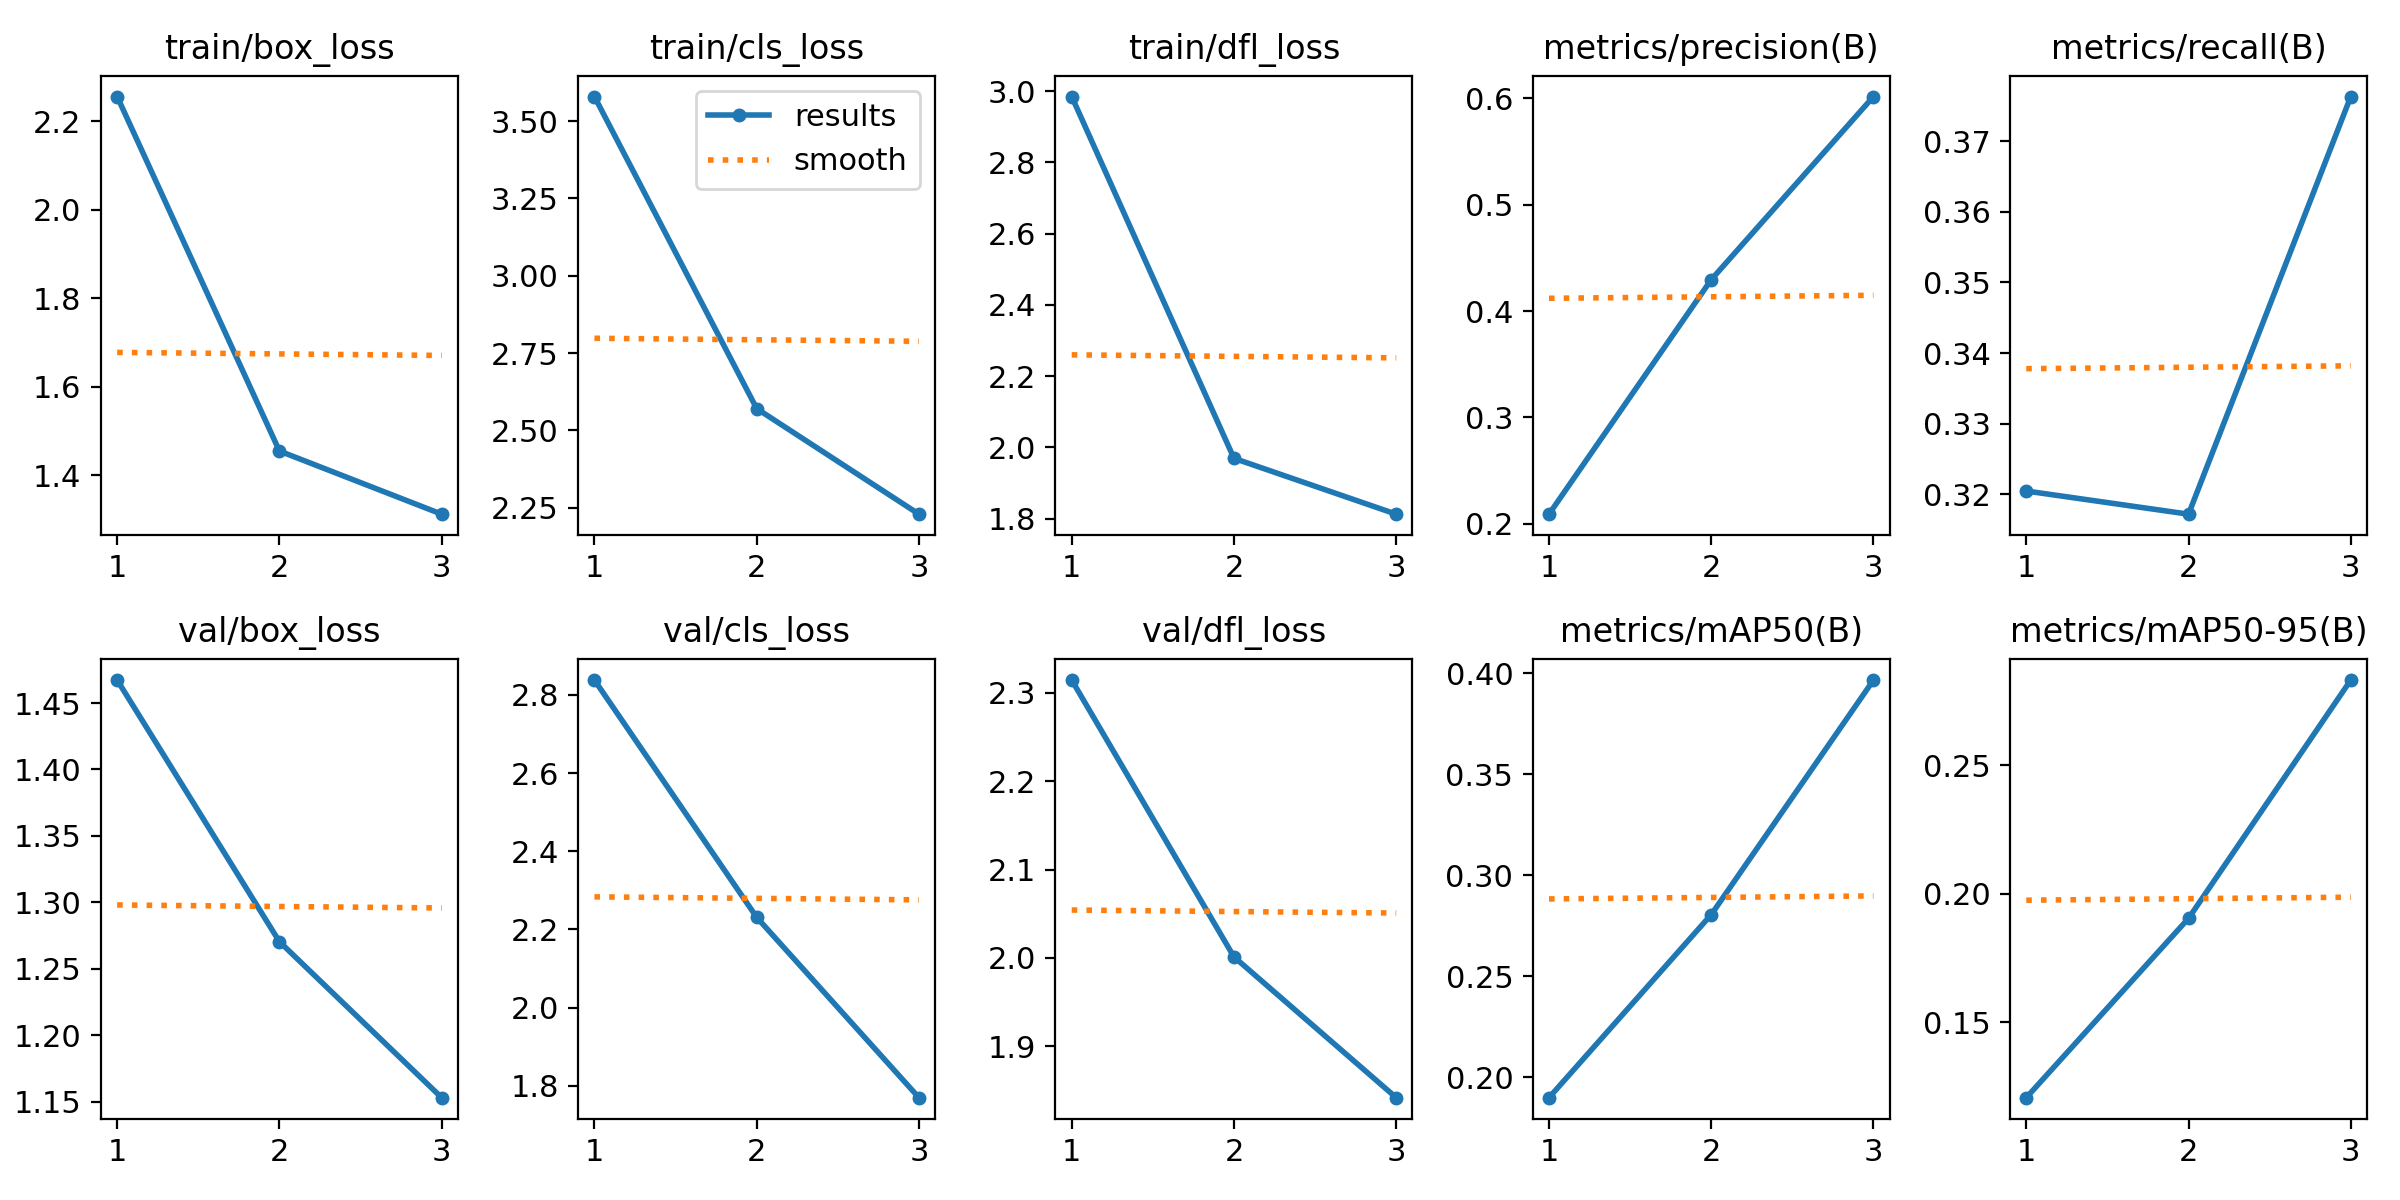 train/box_loss
2.2
2.0
1.8
1.6
1.4
1 2 3
train/cls_loss
results
smooth
3.50
3.25
3.00
2.75
2.50
2.25
1 2 3
train/dfl_loss
3.0
2.8
2.6
2.4
2.2
2.0
1.8
1 2 3
metrics/precision(B)
0.6
0.5
0.4
0.3
0.2
1 2 3
metrics/recall(B)
0.37
0.36
0.35
0.34
0.33
0.32
1 2 3
val/box_loss
1.45
1.40
1.35
1.30
1.25
1.20
1.15
1 2 3
val/cls_loss
2.8
2.6
2.4
2.2
2.0
1.8
1 2 3
val/dfl_loss
2.3
2.2
2.1
2.0
1.9
1 2 3
metrics/mAP50(B)
0.40
0.35
0.30
0.25
0.20
1 2 3
metrics/mAP50-95(B)
0.25
0.20
0.15
1 2 3